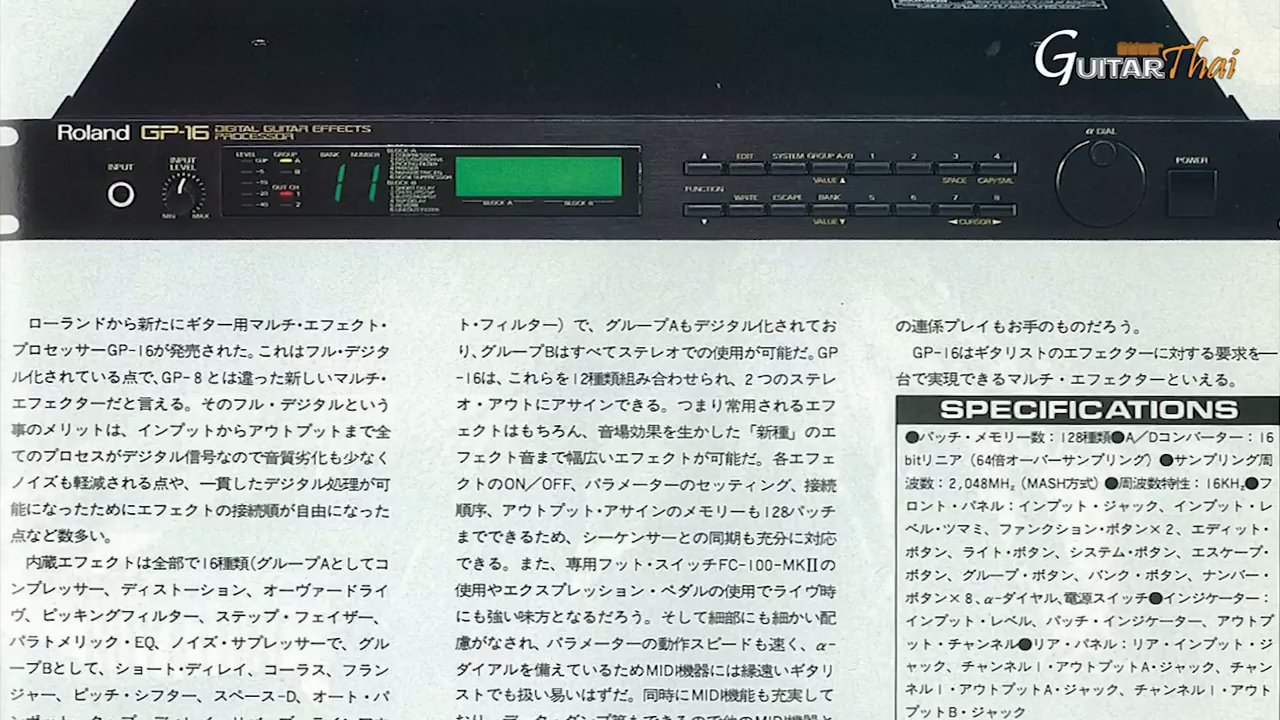 GUITARThai
Roland GP-16 DIGITAL GUITAR EFFECTS PROCESSOR
α DIAL
INPUT
INPUT LEVEL
MIN MAX
LEVEL GROUP BANK NUMBER
CLIP A
B
OUT CH
1
2
11
BLOCK A
BLOCK B
BLOCK A BLOCK B
▲ EDIT SYSTEM GROUP A/B 1 2 3 4
VALUE ▲ SPACE CAP/SML
FUNCTION
WRITE ESCAPE BANK 5 6 7 8
▼ VALUE ▼ ◀ CURSOR ▶
POWER
ローランドから新たにギター用マルチ・エフェクト・
プロセッサーGP-16が発売された。これはフル・デジタ
ル化されている点で、GP-8とは違った新しいマルチ・
エフェクターだと言える。そのフル・デジタルという
事のメリットは、インプットからアウトプットまで全
てのプロセスがデジタル信号なので音質劣化も少なく
ノイズも軽減される点や、一貫したデジタル処理が可
能になったためにエフェクトの接続順が自由になった
点など数多い。
内蔵エフェクトは全部で16種類(グループAとしてコ
ンプレッサー、ディストーション、オーヴァードライ
ヴ、ピッキングフィルター、ステップ・フェイザー、
パラトメリック・EQ、ノイズ・サプレッサーで、グル
ープBとして、ショート・ディレイ、コーラス、フラン
ジャー、ピッチ・シフター、スペース-D、オート・パ
ト・フィルター）で、グループAもデジタル化されてお
り、グループBはすべてステレオでの使用が可能だ。GP
-16は、これらを12種類組み合わせられ、2つのステレ
オ・アウトにアサインできる。つまり常用されるエフ
ェクトはもちろん、音場効果を生かした「新種」のエ
フェクト音まで幅広いエフェクトが可能だ。各エフェ
クトのON／OFF、パラメーターのセッティング、接続
順序、アウトプット・アサインのメモリーも128パッチ
までできるため、シーケンサーとの同期も充分に対応
できる。また、専用フット・スイッチFC-100-MKⅡの
使用やエクスプレッション・ペダルの使用でライヴ時
にも強い味方となるだろう。そして細部にも細かい配
慮がなされ、パラメーターの動作スピードも速く、α-
ダイアルを備えているためMIDI機器には縁遠いギタリ
ストでも扱い易いはずだ。同時にMIDI機能も充実して
おり、データ・ダンプ等もできるので他のMIDI機器と
の連係プレイもお手のものだろう。
GP-16はギタリストのエフェクターに対する要求を一
台で実現できるマルチ・エフェクターといえる。
SPECIFICATIONS
●パッチ・メモリー数：128種類●A／Dコンバーター：16
bitリニア（64倍オーバーサンプリング）●サンプリング周
波数：2,048MHz（MASH方式）●周波数特性：16KHz●フ
ロント・パネル：インプット・ジャック、インプット・レ
ベル・ツマミ、ファンクション・ボタン×2、エディット・
ボタン、ライト・ボタン、システム・ボタン、エスケープ・
ボタン、グループ・ボタン、バンク・ボタン、ナンバー・
ボタン×8、α-ダイヤル、電源スイッチ●インジケーター：
インプット・レベル、パッチ・インジケーター、アウトプ
ット・チャンネル●リア・パネル：リア・インプット・ジ
ャック、チャンネル1・アウトプットA・ジャック、チャン
ネル1・アウトプットA・ジャック、チャンネル1・アウト
プットB・ジャック